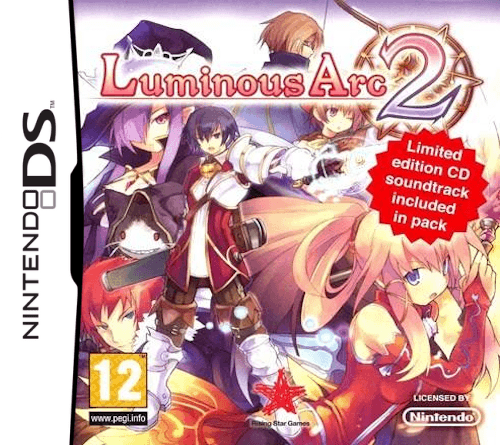 Luminous Arc 2
Limited
edition CD
soundtrack
included
in pack
NINTENDO DS™
12
www.pegi.info
Rising Star Games
LICENSED BY
Nintendo